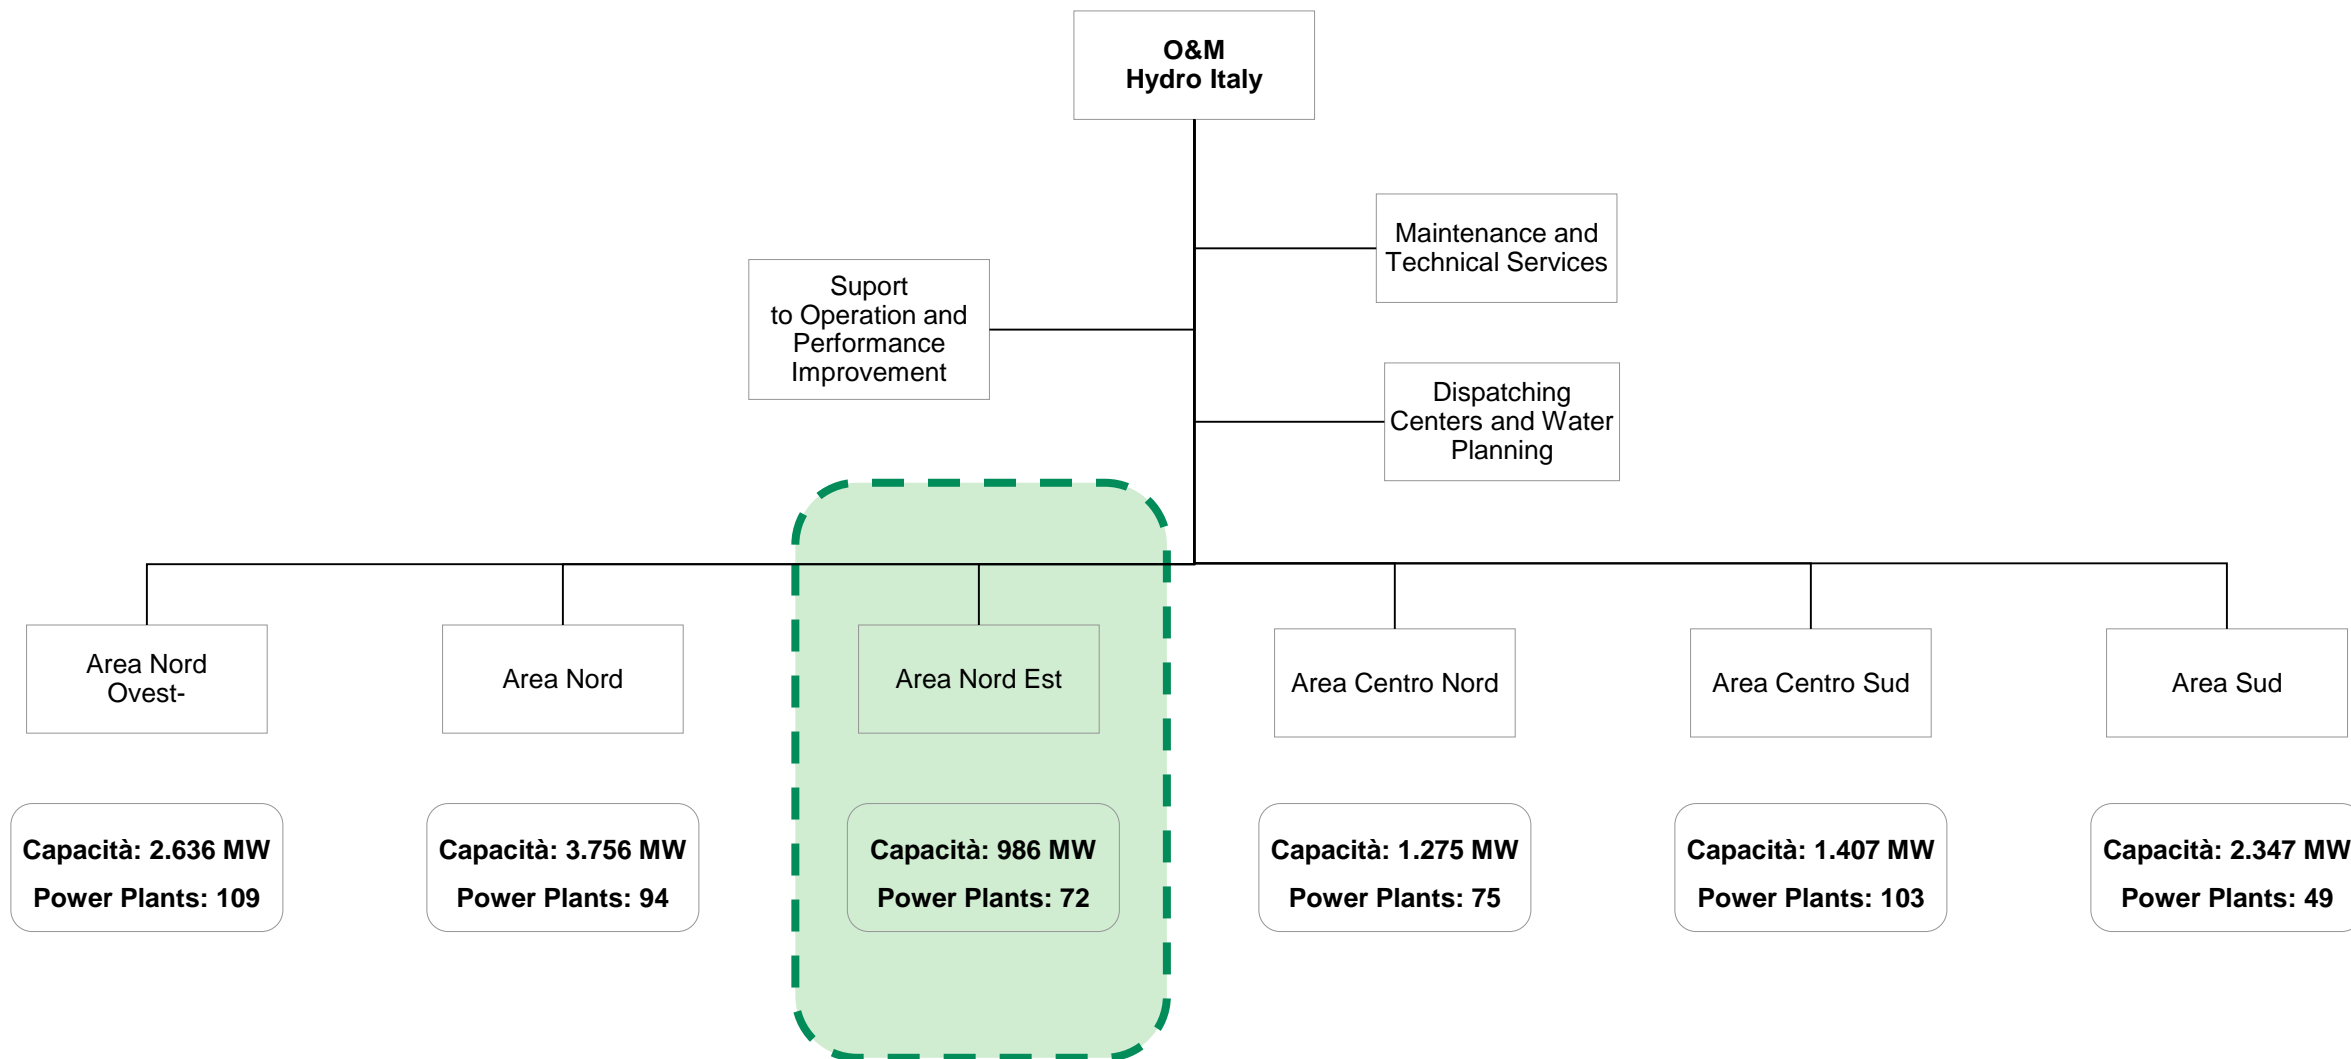 O&M
Hydro Italy
Maintenance and
Technical Services
Suport
to Operation and
Performance
Improvement
Dispatching
Centers and Water
Planning
Area Nord
Ovest-
Area Nord
Area Nord Est
Area Centro Nord
Area Centro Sud
Area Sud
Capacità: 2.636 MW
Power Plants: 109
Capacità: 3.756 MW
Power Plants: 94
Capacità: 986 MW
Power Plants: 72
Capacità: 1.275 MW
Power Plants: 75
Capacità: 1.407 MW
Power Plants: 103
Capacità: 2.347 MW
Power Plants: 49